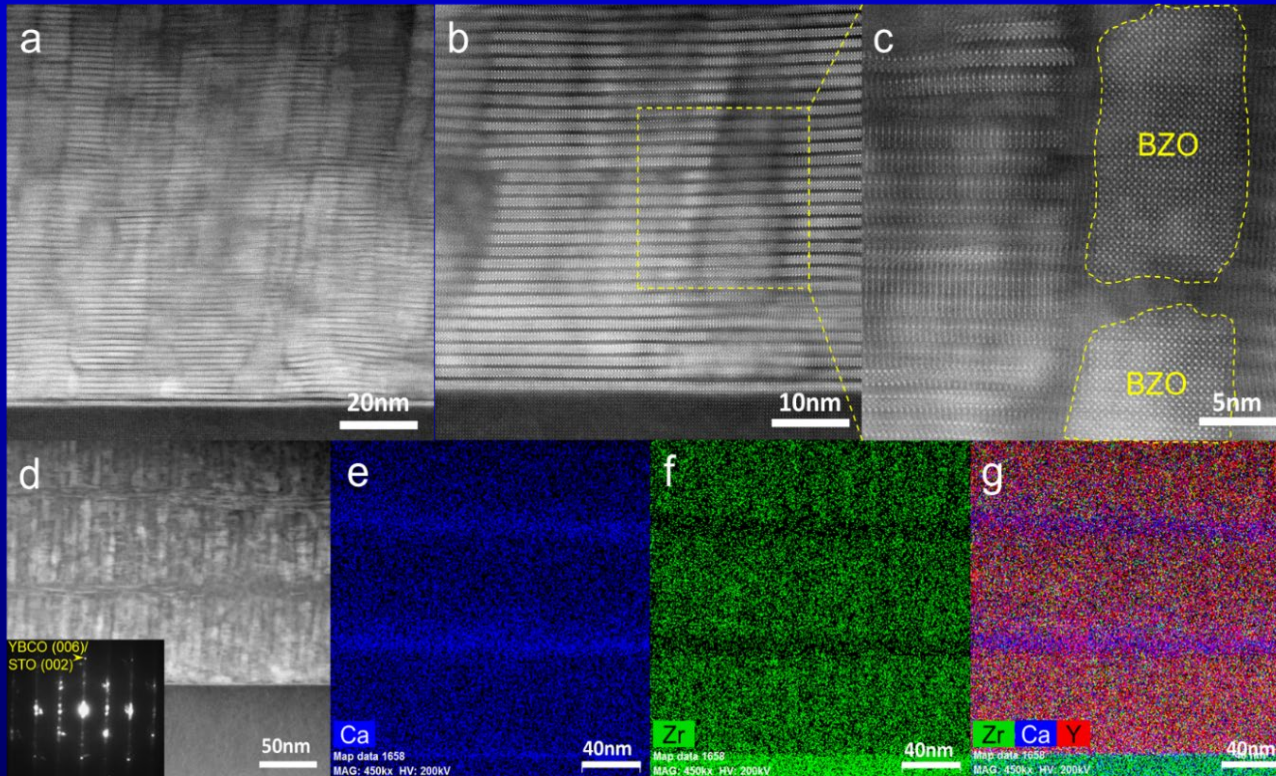 a
b
c
BZO
BZO
20nm
10nm
5nm
d
e
f
g
YBCO (006)/
STO (002)
50nm
Ca
Map data 1658
MAG: 450kx HV: 200kV
40nm
Zr
Map data 1658
MAG: 450kx HV: 200kV
40nm
Zr Ca Y
Map data 1658
MAG: 450kx HV: 200kV
40nm